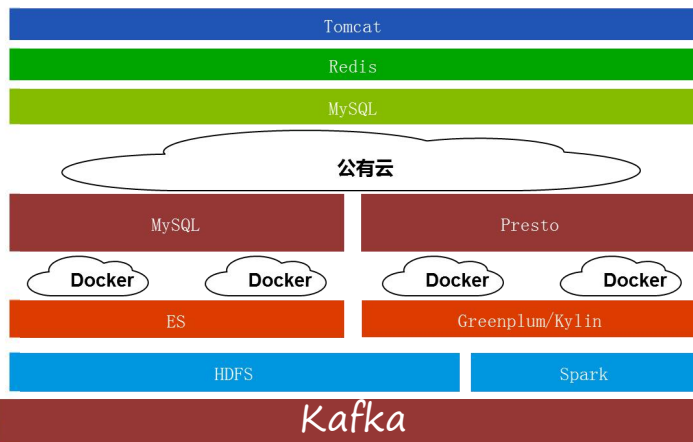 Tomcat
Redis
MySQL
公有云
MySQL Presto
Docker Docker Docker Docker
ES Greenplum/Kylin
HDFS Spark
Kafka